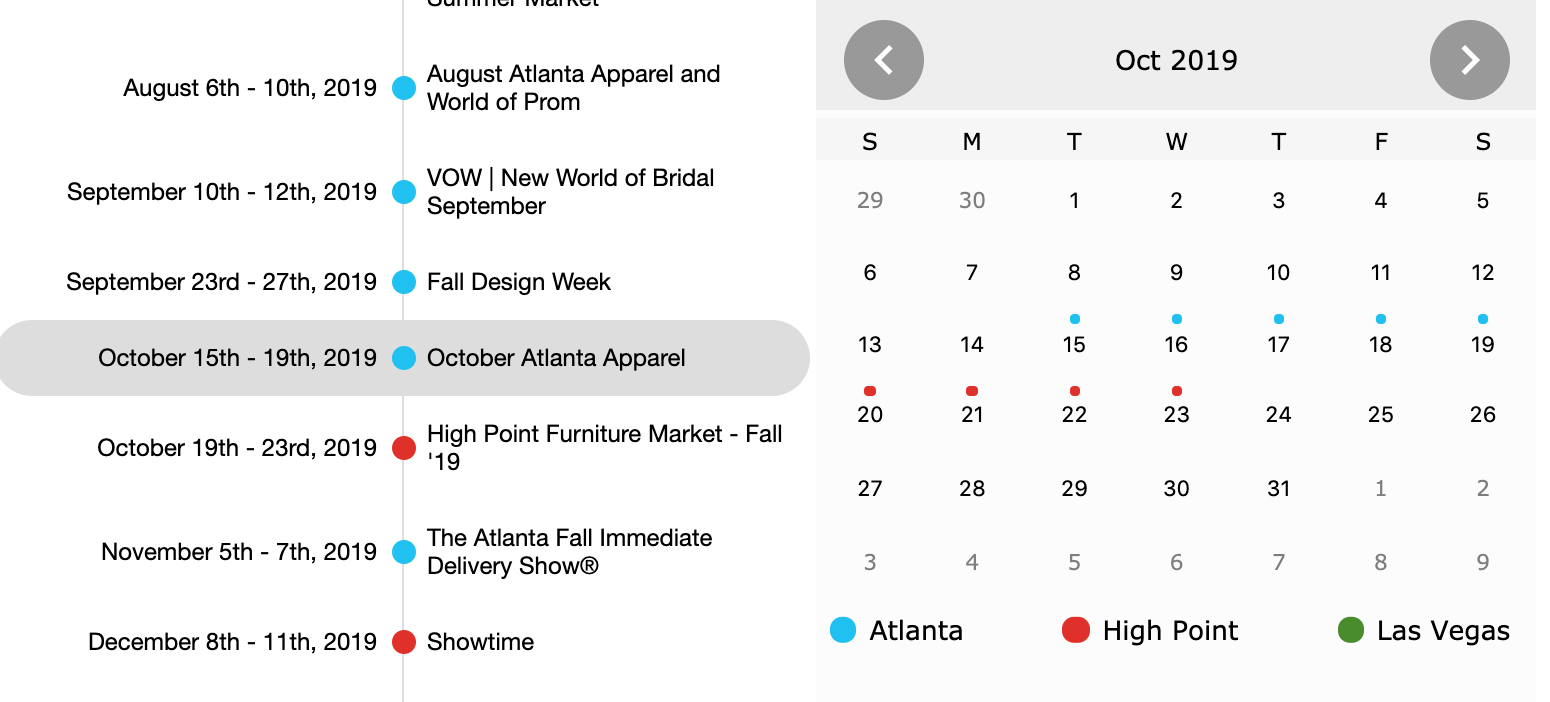 Summer Market
August 6th - 10th, 2019
August Atlanta Apparel and
World of Prom
September 10th - 12th, 2019
VOW | New World of Bridal
September
September 23rd - 27th, 2019
Fall Design Week
October 15th - 19th, 2019
October Atlanta Apparel
October 19th - 23rd, 2019
High Point Furniture Market - Fall
'19
November 5th - 7th, 2019
The Atlanta Fall Immediate
Delivery Show®
December 8th - 11th, 2019
Showtime
Oct 2019
S M T W T F S
29 30 1 2 3 4 5
6 7 8 9 10 11 12
13 14 15 16 17 18 19
20 21 22 23 24 25 26
27 28 29 30 31 1 2
3 4 5 6 7 8 9
Atlanta High Point Las Vegas